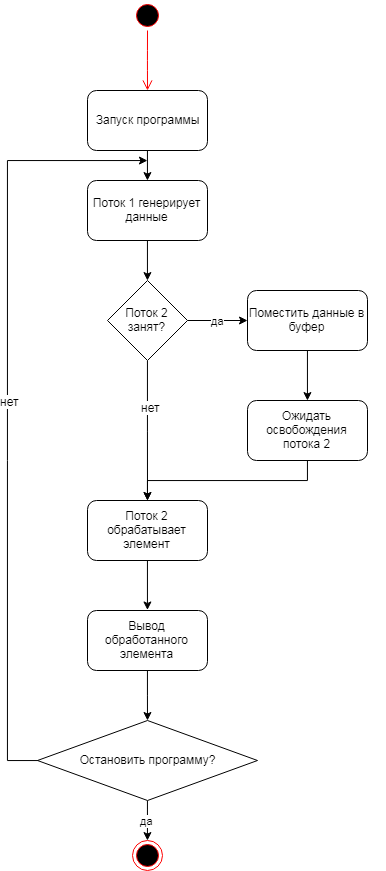 Запуск программы
Поток 1 генерирует
данные
Поток 2
занят?
да
Поместить данные в
буфер
нет
нет
Ожидать
освобождения
потока 2
Поток 2
обрабатывает
элемент
Вывод
обработанного
элемента
Остановить программу?
да